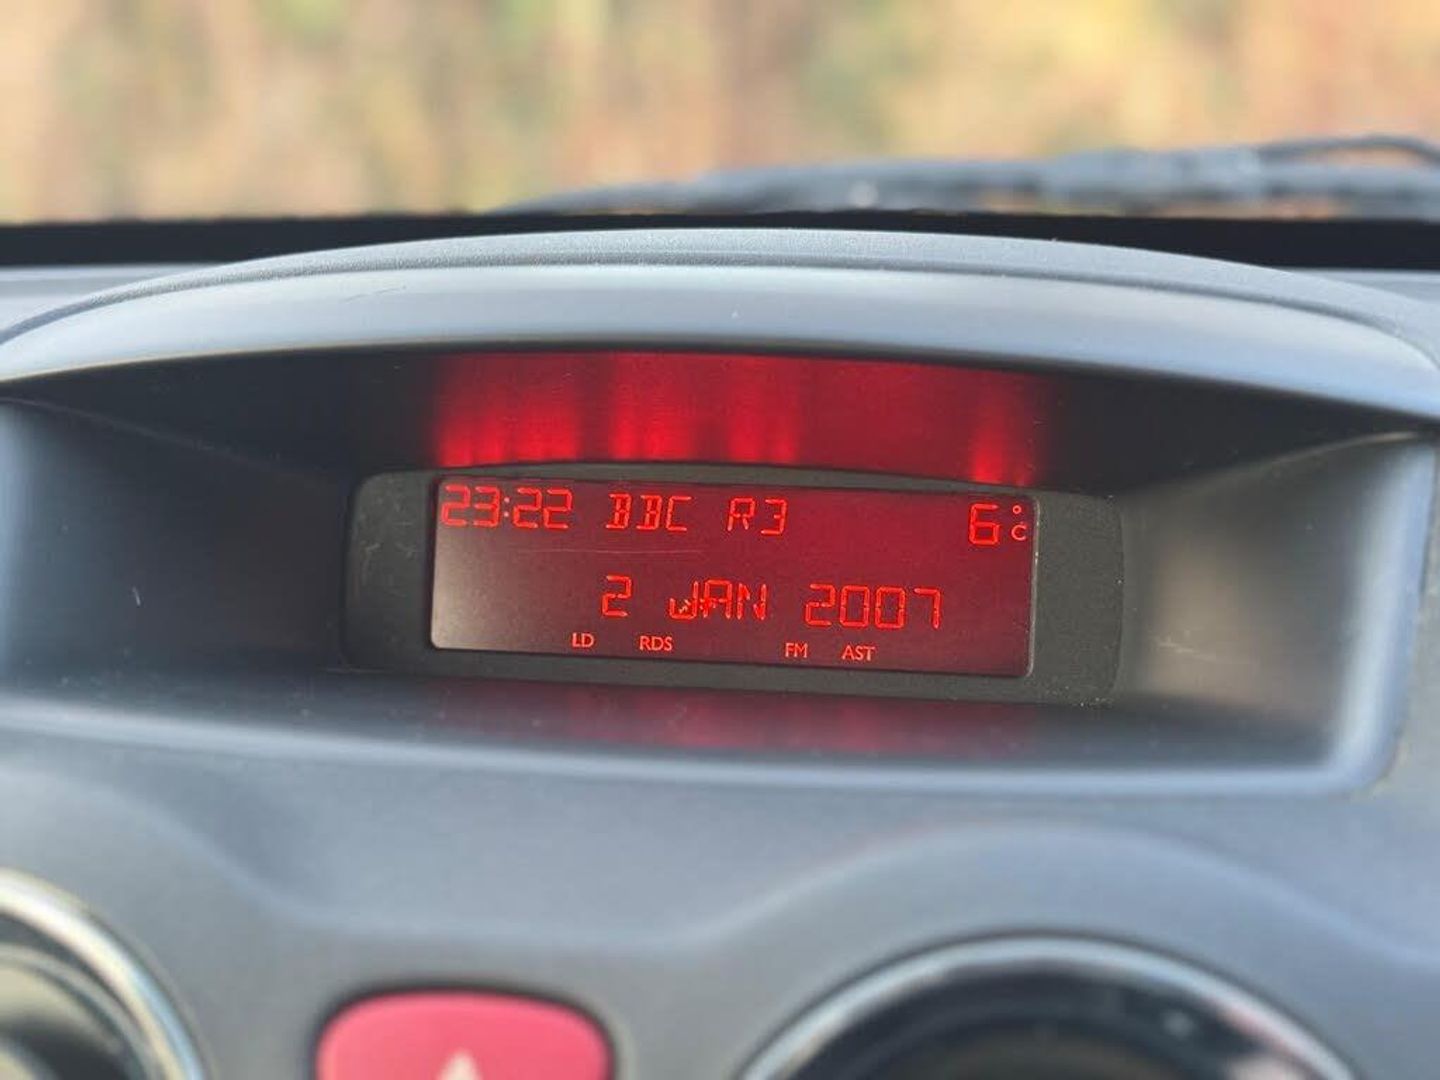 23:22 BBC R3 6°C
2 JAN 2007
LD RDS FM AST